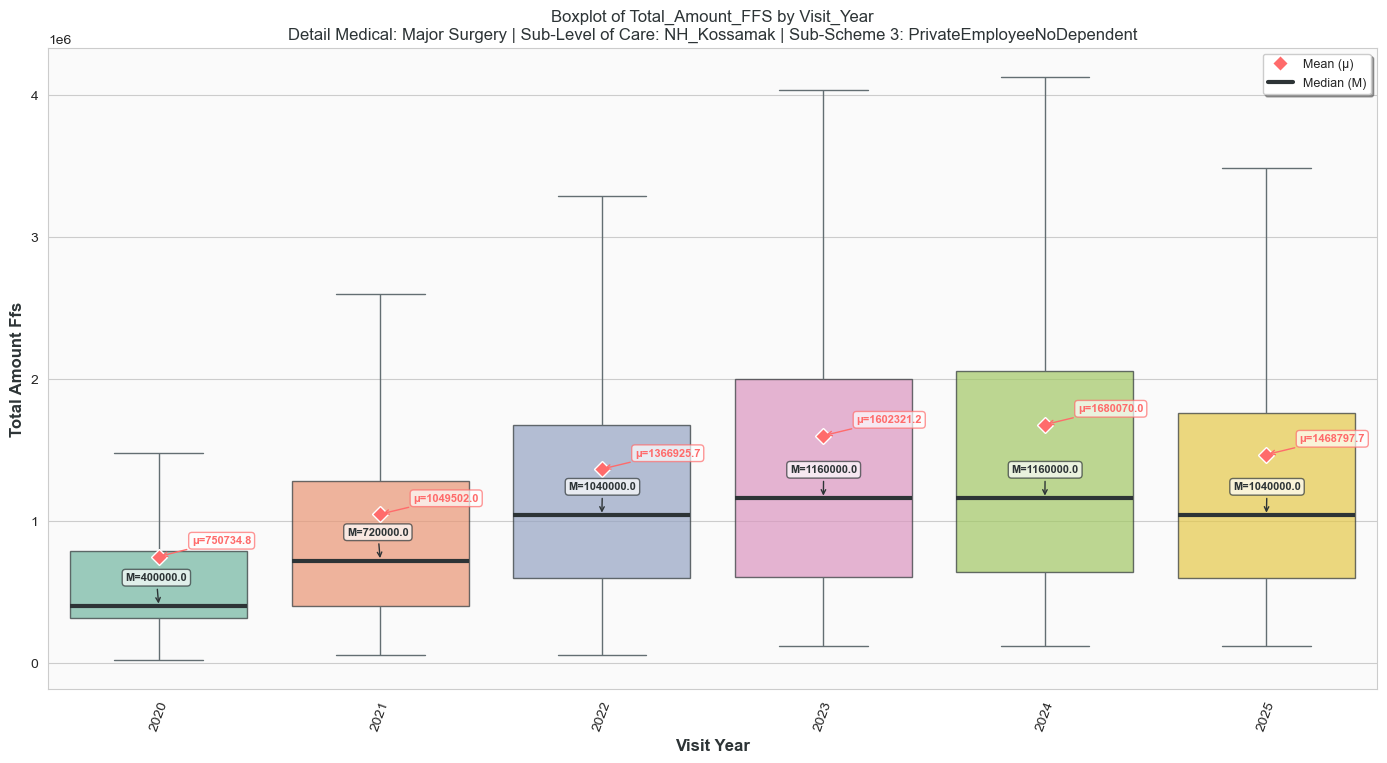 Boxplot of Total_Amount_FFS by Visit_Year
Detail Medical: Major Surgery | Sub-Level of Care: NH_Kossamak | Sub-Scheme 3: PrivateEmployeeNoDependent
1e6
Mean (μ)
Median (M)
4
3
2
1
0
Total Amount Ffs
μ=750734.8
M=400000.0
μ=1049502.0
M=720000.0
μ=1366925.7
M=1040000.0
μ=1602321.2
M=1160000.0
μ=1680070.0
M=1160000.0
μ=1468797.7
M=1040000.0
2020
2021
2022
2023
2024
2025
Visit Year